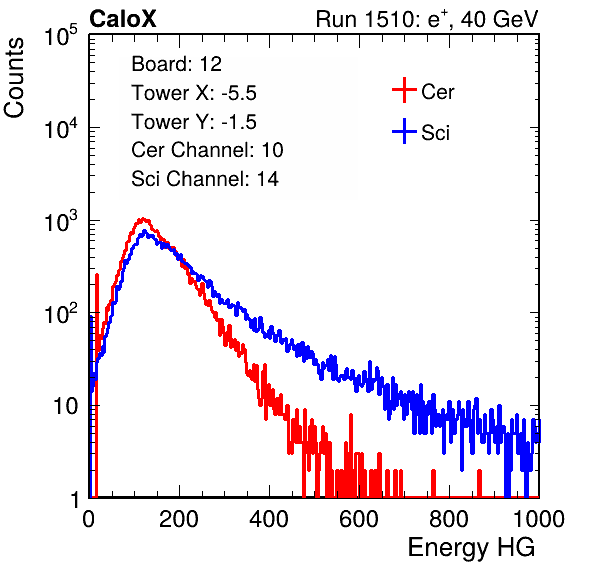 CaloX Run 1510: e⁺, 40 GeV
Counts
Board: 12
Tower X: -5.5
Tower Y: -1.5
Cer Channel: 10
Sci Channel: 14
Cer
Sci
10⁵
10⁴
10³
10²
10
1
0 200 400 600 800 1000
Energy HG